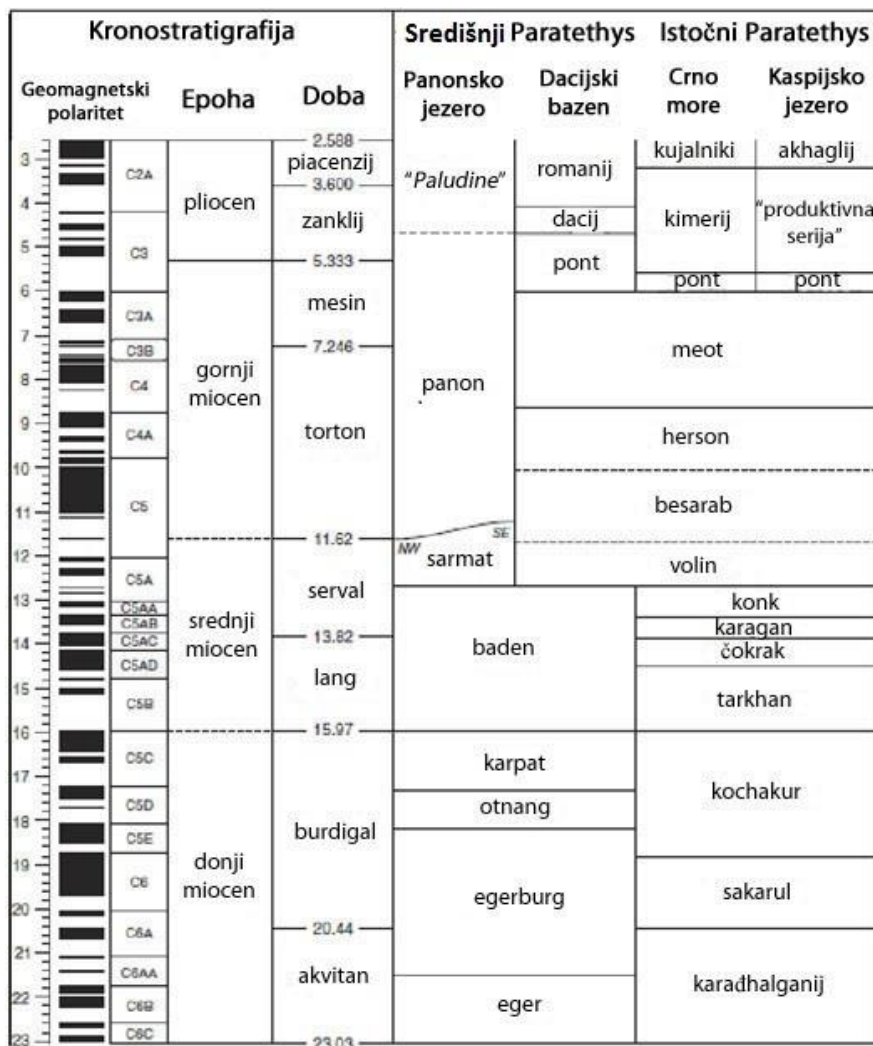 Kronostratigrafija
Središnji Paratethys
Istočni Paratethys
Geomagnetski
polaritet
Epoha
Doba
Panonsko
jezero
Dacijski
bazen
Crno
more
Kaspijsko
jezero
3
4
5
6
7
8
9
10
11
12
13
14
15
16
17
18
19
20
21
22
23
C2A
C3
C3A
C3B
C4
C4A
C5
C5A
C5AA
C5AB
C5AC
C5AD
C5B
C5C
C5D
C5E
C6
C6A
C6AA
C6B
C6C
pliocen
gornji
miocen
srednji
miocen
donji
miocen
2.588
piacenzij
3.600
zanklij
5.333
mesin
7.246
torton
11.62
serval
13.82
lang
15.97
burdigal
20.44
akvitan
23.03
"Paludine"
panon
NW
SE
sarmat
baden
karpat
otnang
egerburg
eger
romanij
dacij
pont
kujalniki
akhaglij
kimerij
"produktivna
serija"
pont
pont
meot
herson
besarab
volin
konk
karagan
čokrak
tarkhan
kochakur
sakarul
karađhalganij